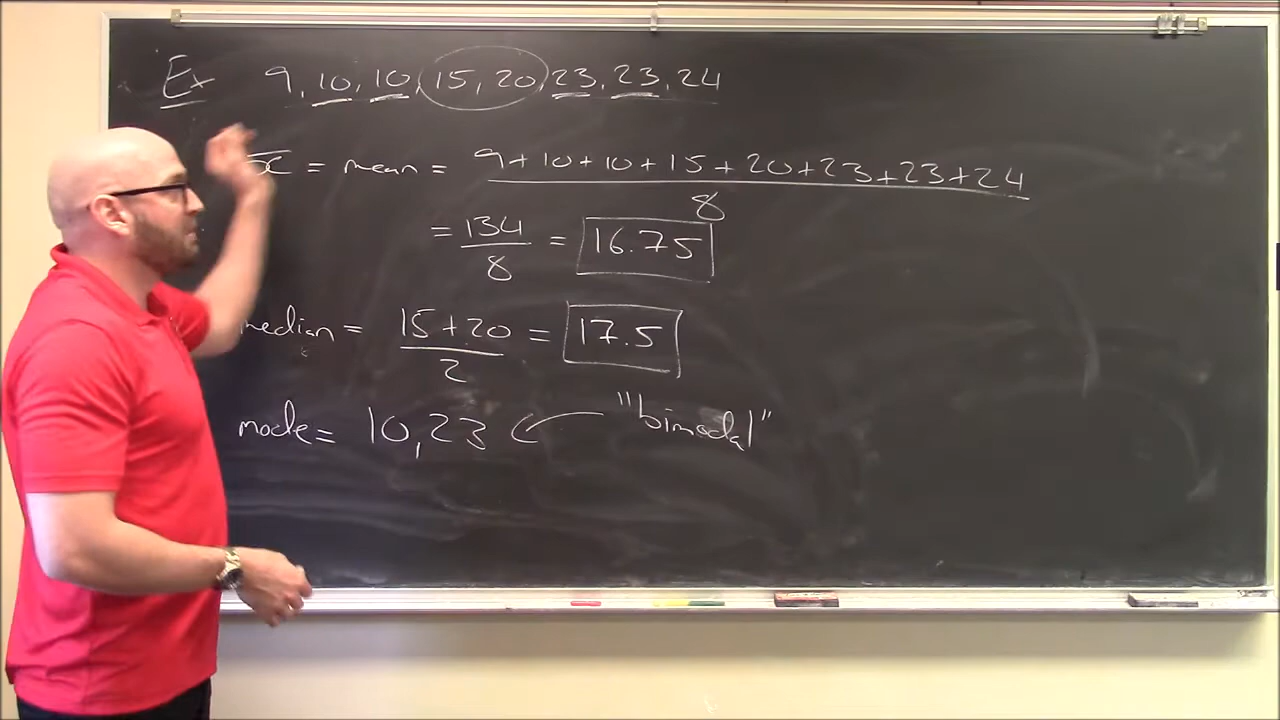 Ex 9, 10, 10, 15, 20, 23, 23, 24
x̄ = mean = 9+10+10+15+20+23+23+24
8
= 134/8 = 16.75
median = 15+20/2 = 17.5
mode = 10,23 "bimodal"